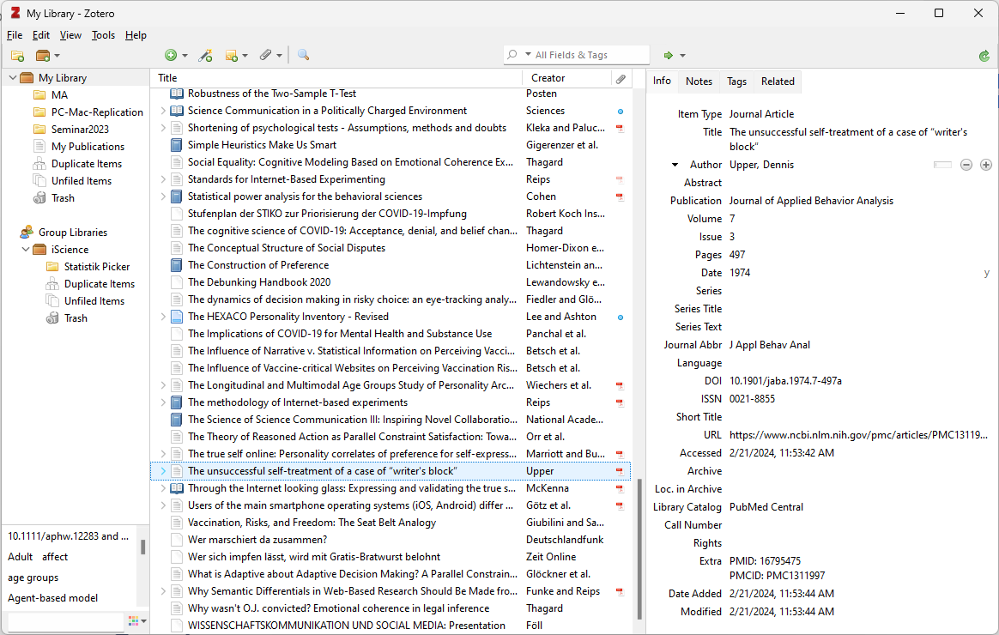 My Library - Zotero
File Edit View Tools Help
All Fields & Tags
My Library
MA
PC-Mac-Replication
Seminar2023
My Publications
Duplicate Items
Unfiled Items
Trash
Group Libraries
iScience
Statistik Picker
Duplicate Items
Unfiled Items
Trash
10.1111/aphw.12283 and ...
Adult affect
age groups
Agent-based model
Title Creator
Robustness of the Two-Sample T-Test Posten
Science Communication in a Politically Charged Environment Sciences
Shortening of psychological tests - Assumptions, methods and doubts Kleka and Paluc...
Simple Heuristics Make Us Smart Gigerenzer et al.
Social Equality: Cognitive Modeling Based on Emotional Coherence Ex... Thagard
Standards for Internet-Based Experimenting Reips
Statistical power analysis for the behavioral sciences Cohen
Stufenplan der STIKO zur Priorisierung der COVID-19-Impfung Robert Koch Ins...
The cognitive science of COVID-19: Acceptance, denial, and belief chan... Thagard
The Conceptual Structure of Social Disputes Homer-Dixon e...
The Construction of Preference Lichtenstein an...
The Debunking Handbook 2020 Lewandowsky e...
The dynamics of decision making in risky choice: an eye-tracking analy... Fiedler and Glö...
The HEXACO Personality Inventory - Revised Lee and Ashton
The Implications of COVID-19 for Mental Health and Substance Use Panchal et al.
The Influence of Narrative v. Statistical Information on Perceiving Vacci... Betsch et al.
The Influence of Vaccine-critical Websites on Perceiving Vaccination Ris... Betsch et al.
The Longitudinal and Multimodal Age Groups Study of Personality Arc... Wiechers et al.
The methodology of Internet-based experiments Reips
The Science of Science Communication III: Inspiring Novel Collaboratio... National Acade...
The Theory of Reasoned Action as Parallel Constraint Satisfaction: Towa... Orr et al.
The true self online: Personality correlates of preference for self-express... Marriott and Bu...
The unsuccessful self-treatment of a case of “writer's block” Upper
Through the Internet looking glass: Expressing and validating the true s... McKenna
Users of the main smartphone operating systems (iOS, Android) differ ... Götz et al.
Vaccination, Risks, and Freedom: The Seat Belt Analogy Giubilini and Sa...
Wer marschiert da zusammen? Deutschlandfunk
Wer sich impfen lässt, wird mit Gratis-Bratwurst belohnt Zeit Online
What is Adaptive about Adaptive Decision Making? A Parallel Constrain... Glöckner et al.
Why Semantic Differentials in Web-Based Research Should Be Made fro... Funke and Reips
Why wasn't O.J. convicted? Emotional coherence in legal inference Thagard
WISSENSCHAFTSKOMMUNIKATION UND SOCIAL MEDIA: Presentation Föll
Info Notes Tags Related
Item Type Journal Article
Title The unsuccessful self-treatment of a case of “writer's
block”
Author Upper, Dennis
Abstract
Publication Journal of Applied Behavior Analysis
Volume 7
Issue 3
Pages 497
Date 1974 y
Series
Series Title
Series Text
Journal Abbr J Appl Behav Anal
Language
DOI 10.1901/jaba.1974.7-497a
ISSN 0021-8855
Short Title
URL https://www.ncbi.nlm.nih.gov/pmc/articles/PMC13119...
Accessed 2/21/2024, 11:53:42 AM
Archive
Loc. in Archive
Library Catalog PubMed Central
Call Number
Rights
Extra PMID: 16795475
PMCID: PMC1311997
Date Added 2/21/2024, 11:53:44 AM
Modified 2/21/2024, 11:53:44 AM